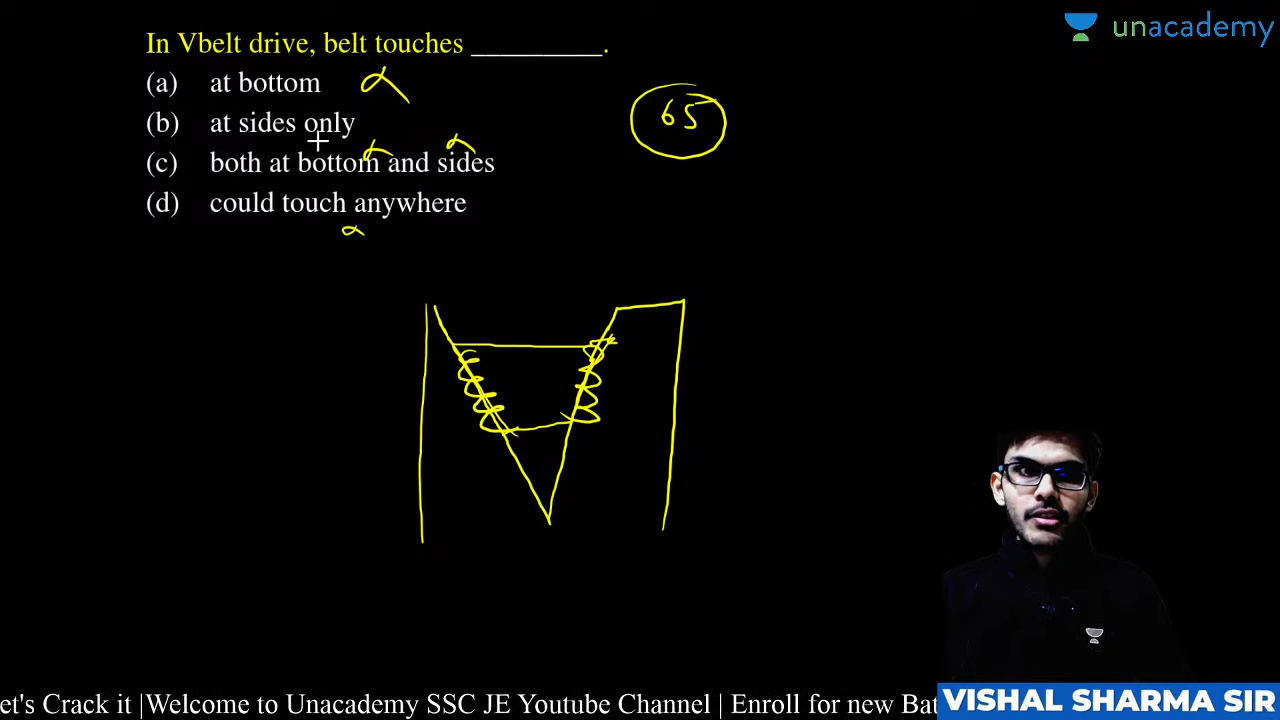 unacademy
In Vbelt drive, belt touches __________.
(a) at bottom
65
(b) at sides only
(c) both at bottom and sides
(d) could touch anywhere
et's Crack it |Welcome to Unacademy SSC JE Youtube Channel | Enroll for new Bat
VISHAL SHARMA SIR